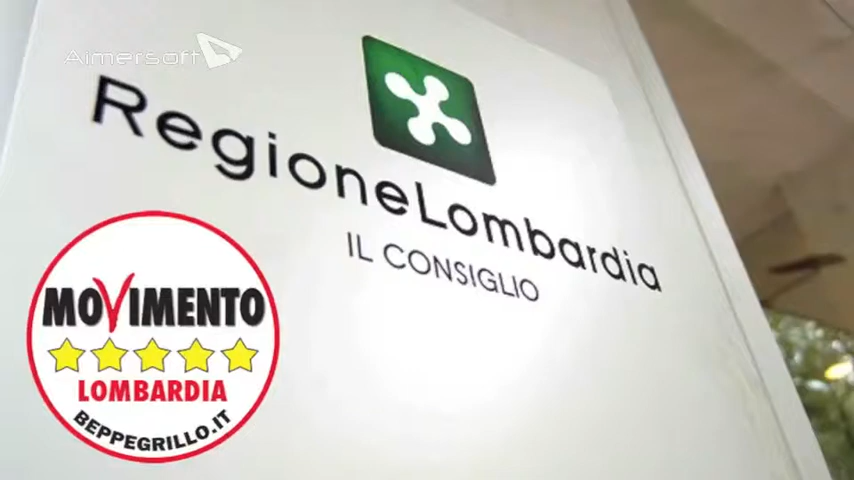 Aimersoft
RegioneLombardia
IL CONSIGLIO
MOVIMENTO
LOMBARDIA
BEPPEGRILLO.IT